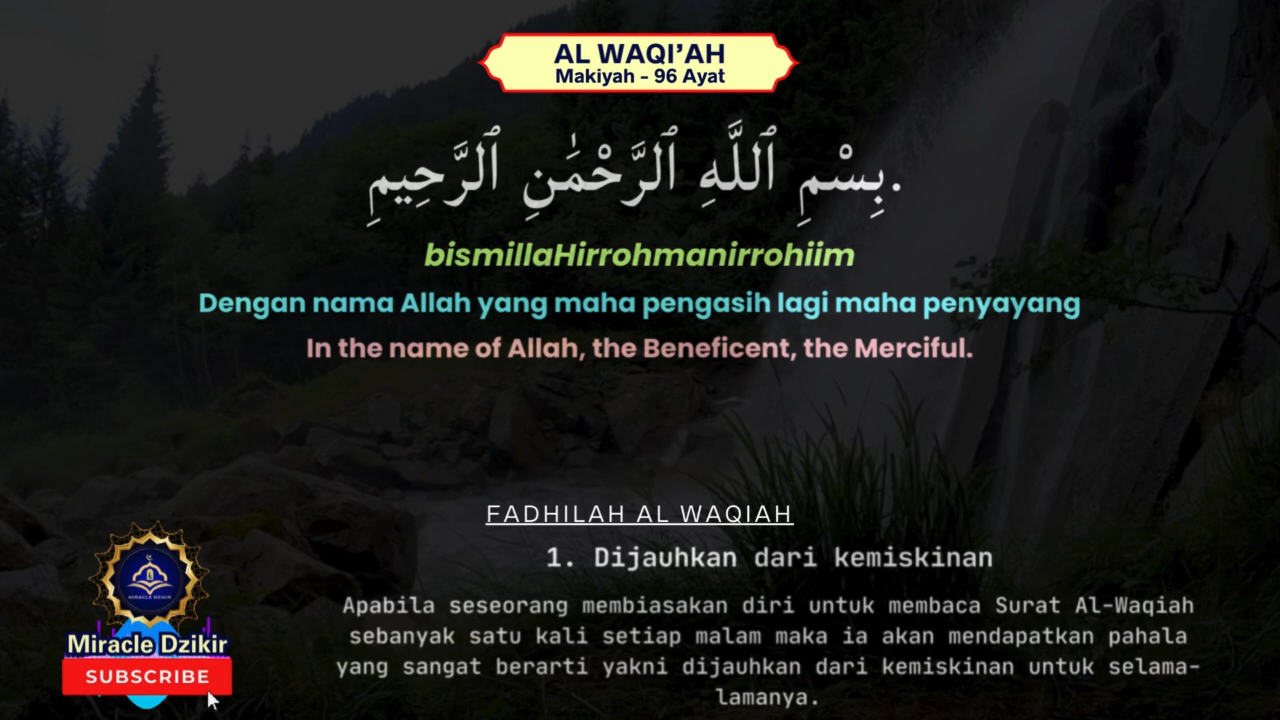 AL WAQI’AH
Makiyah - 96 Ayat
بِسْمِ ٱللَّهِ ٱلرَّحْمَٰنِ ٱلرَّحِيمِ.
bismillaHirrohmanirrohiim
Dengan nama Allah yang maha pengasih lagi maha penyayang
In the name of Allah, the Beneficent, the Merciful.
FADHILAH AL WAQIAH
1. Dijauhkan dari kemiskinan
Apabila seseorang membiasakan diri untuk membaca Surat Al-Waqiah
sebanyak satu kali setiap malam maka ia akan mendapatkan pahala
yang sangat berarti yakni dijauhkan dari kemiskinan untuk selama-
lamanya.
MIRACLE DZIKIR
Miracle Dzikir
SUBSCRIBE